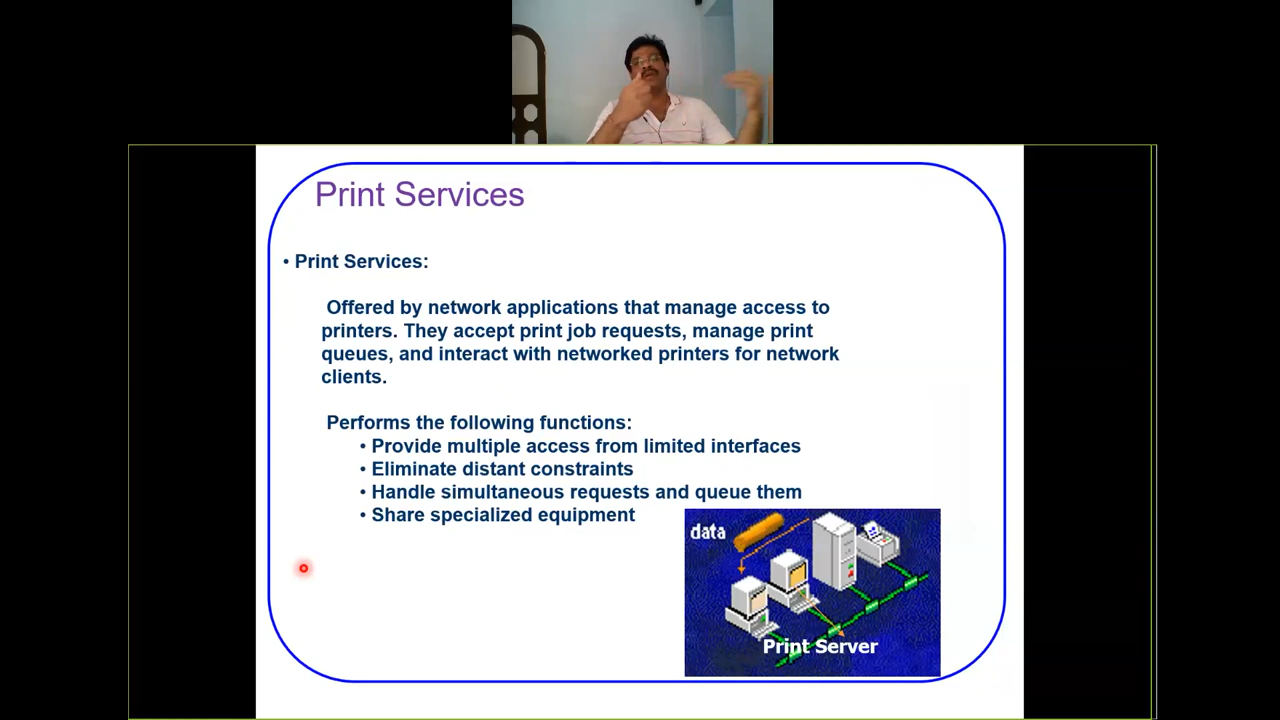 Print Services
• Print Services:
Offered by network applications that manage access to
printers. They accept print job requests, manage print
queues, and interact with networked printers for network
clients.
Performs the following functions:
• Provide multiple access from limited interfaces
• Eliminate distant constraints
• Handle simultaneous requests and queue them
• Share specialized equipment
data
Print Server